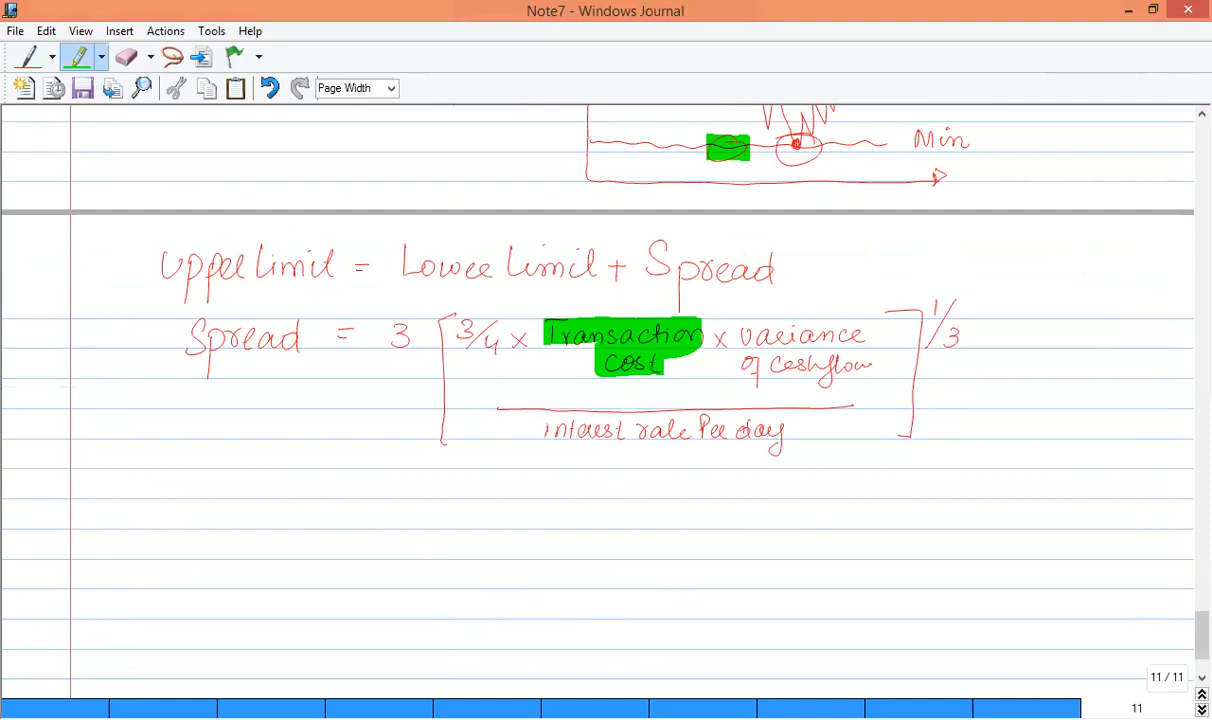 Note7 - Windows Journal
File Edit View Insert Actions Tools Help
Page Width
Min
Upper Limit = Lower Limit + Spread
Spread = 3 [ 3/4 × Transaction Cost × variance of cashflow ] 1/3
interest rate Per day
11 / 11
11